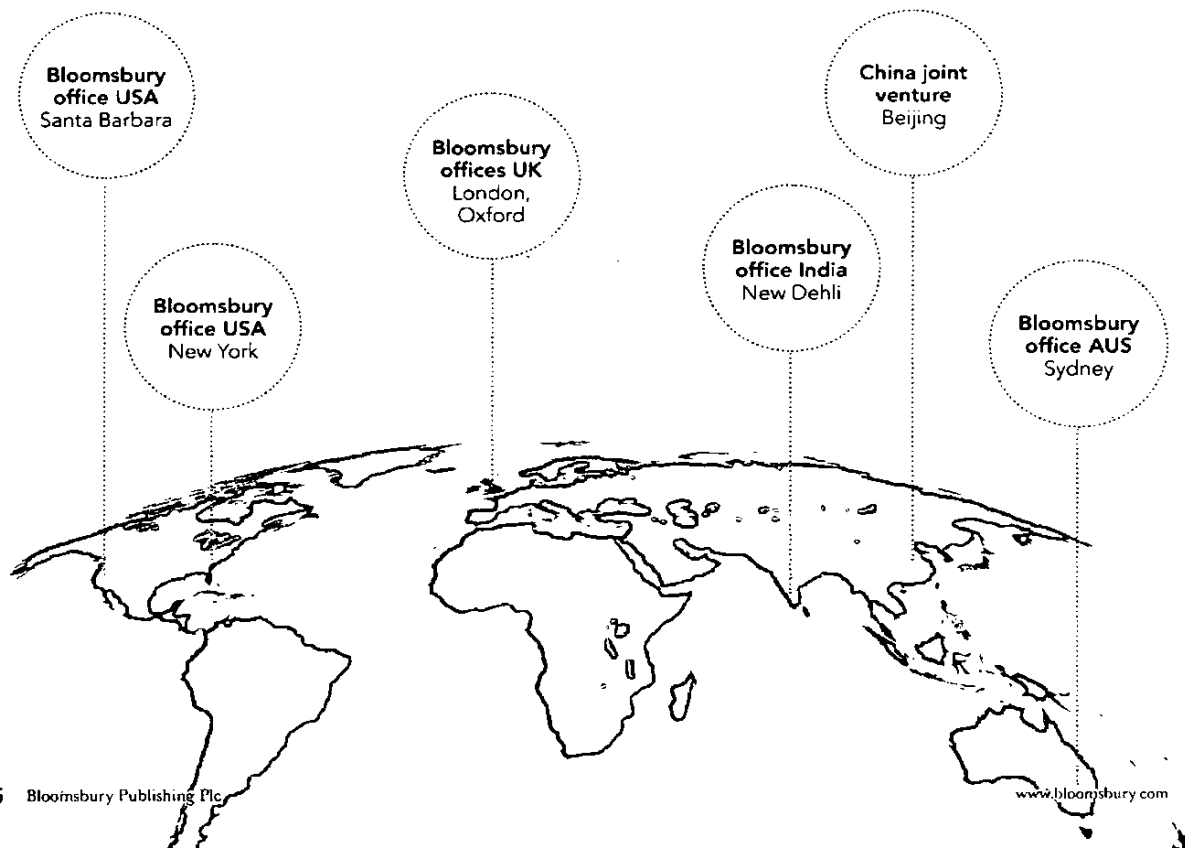 Bloomsbury
office USA
Santa Barbara
Bloomsbury
office USA
New York
Bloomsbury
offices UK
London,
Oxford
Bloomsbury
office India
New Dehli
China joint
venture
Beijing
Bloomsbury
office AUS
Sydney
Bloomsbury Publishing Plc
www.bloomsbury.com